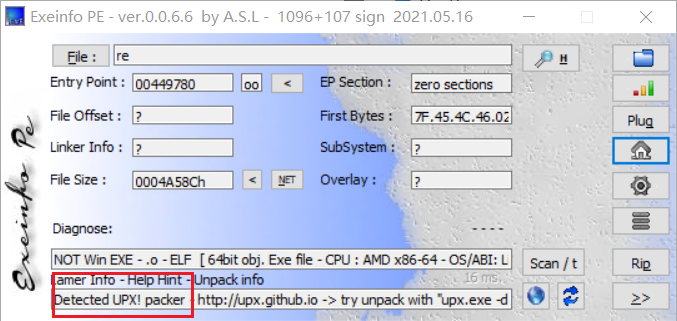 Exeinfo PE - ver.0.0.6.6 by A.S.L - 1096+107 sign 2021.05.16
File : re H
Entry Point : 00449780 oo < EP Section : zero sections
File Offset : ? First Bytes : 7F.45.4C.46.02 Plug
Linker Info : ? SubSystem : ?
File Size : 0004A58Ch < NET Overlay : ?
Diagnose: ----
NOT Win EXE - .o - ELF [ 64bit obj. Exe file - CPU : AMD x86-64 - OS/ABI: Scan / t Rip
Lamer Info - Help Hint - Unpack info 16 ms.
Detected UPX! packer - http://upx.github.io -> try unpack with "upx.exe -d >>
Exeinfo Pe